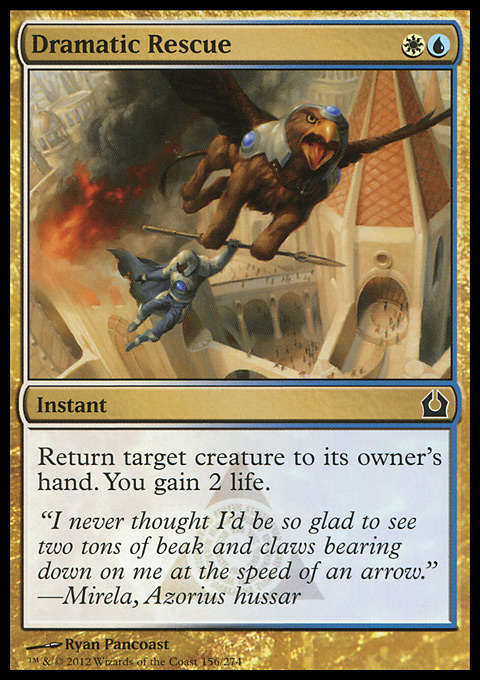 Dramatic Rescue
Instant
Return target creature to its owner's
hand. You gain 2 life.
“I never thought I'd be so glad to see
two tons of beak and claws bearing
down on me at the speed of an arrow.”
—Mirela, Azorius hussar
Ryan Pancoast
™ & © 2012 Wizards of the Coast 156/274